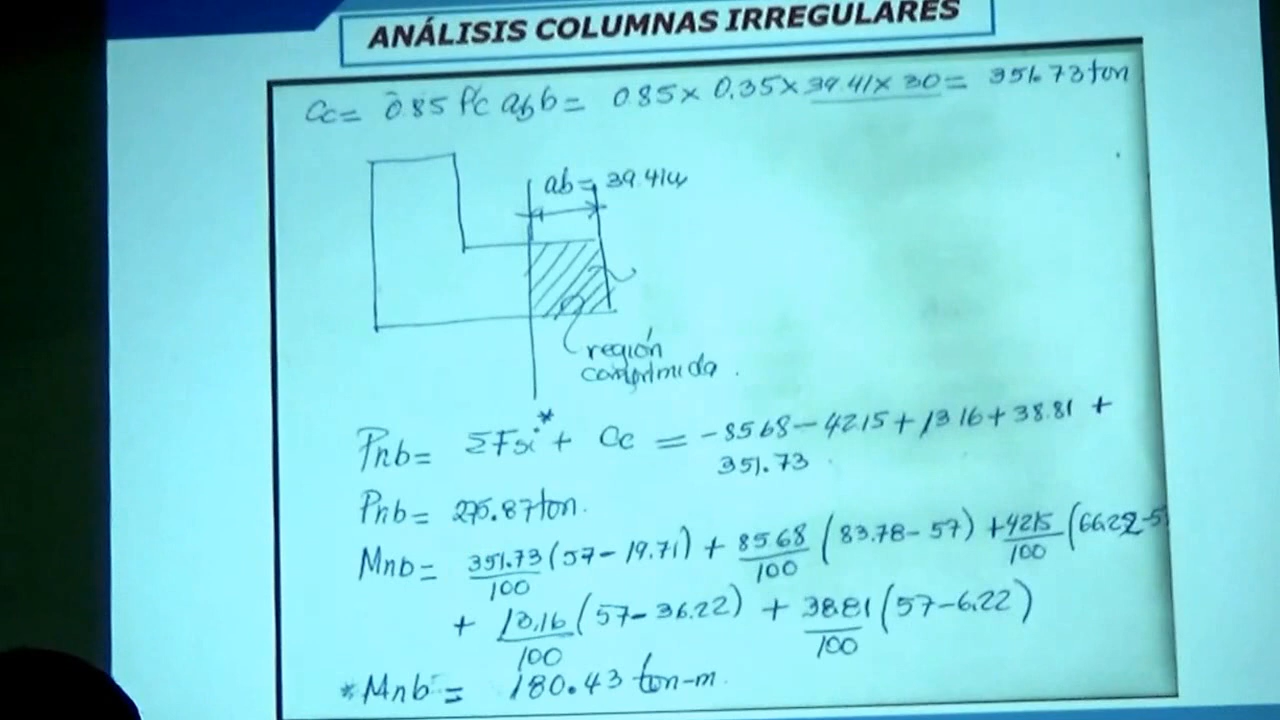 ANÁLISIS COLUMNAS IRREGULARES
Cc= 0.85 f'c ab b= 0.85 x 0.35 x 39.41 x 30 = 351.73 ton
ab= 39.41
región
comprimida.
Pnb= ΣFsi* + Cc = -85.68 - 42.15 + 13.16 + 38.81 +
351.73
Pnb= 275.87 ton.
Mnb= 351.73/100 (57-19.71) + 85.68/100 (83.78-57) + 42.15/100 (66.22-5
+ 13.16/100 (57-36.22) + 38.81/100 (57-6.22)
*Mnb = 180.43 ton-m.